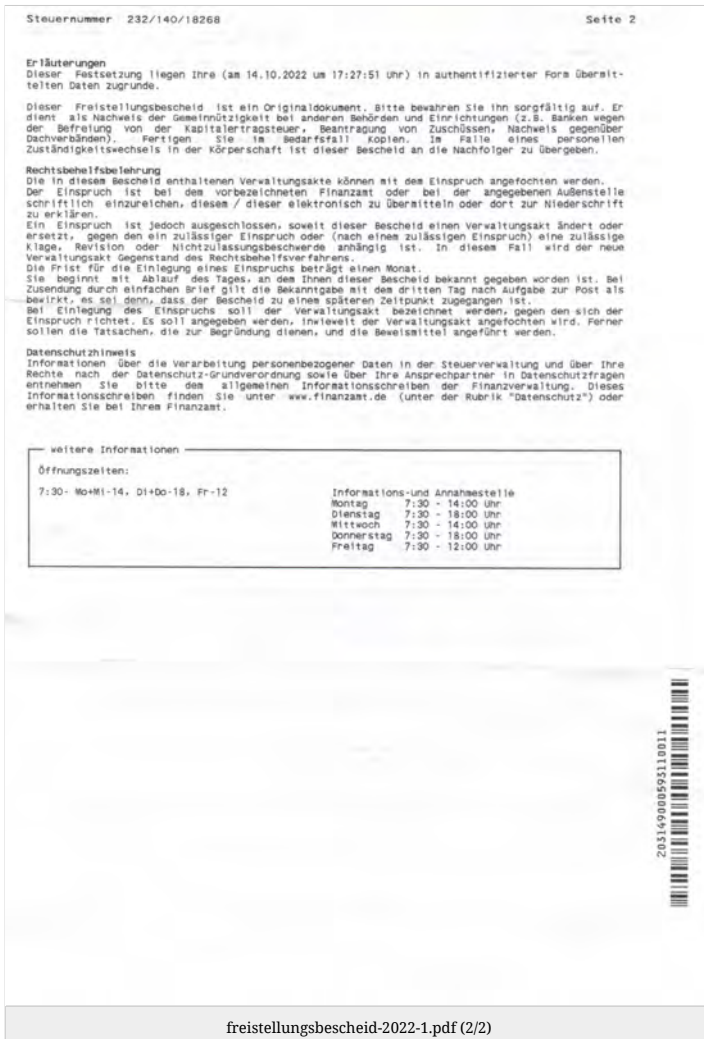 Steuernummer 232/140/18268
Seite 2
Erläuterungen
Dieser Festsetzung liegen Ihre (am 14.10.2022 um 17:27:51 Uhr) in authentifizierter Form übermit-
telten Daten zugrunde.
Dieser Freistellungsbescheid ist ein Originaldokument. Bitte bewahren Sie ihn sorgfältig auf. Er
dient als Nachweis der Gemeinnützigkeit bei anderen Behörden und Einrichtungen (z.B. Banken wegen
der Befreiung von der Kapitalertragsteuer, Beantragung von Zuschüssen, Nachweis gegenüber
Dachverbänden). Fertigen Sie im Bedarfsfall Kopien. Im Falle eines personellen
Zuständigkeitswechsels in der Körperschaft ist dieser Bescheid an die Nachfolger zu übergeben.
Rechtsbehelfsbelehrung
Die in diesem Bescheid enthaltenen Verwaltungsakte können mit dem Einspruch angefochten werden.
Der Einspruch ist bei dem vorbezeichneten Finanzamt oder bei der angegebenen Außenstelle
schriftlich einzureichen, diesem / dieser elektronisch zu übermitteln oder dort zur Niederschrift
zu erklären.
Ein Einspruch ist jedoch ausgeschlossen, soweit dieser Bescheid einen Verwaltungsakt ändert oder
ersetzt, gegen den ein zulässiger Einspruch oder (nach einem zulässigen Einspruch) eine zulässige
Klage, Revision oder Nichtzulassungsbeschwerde anhängig ist. In diesem Fall wird der neue
Verwaltungsakt Gegenstand des Rechtsbehelfsverfahrens.
Die Frist für die Einlegung eines Einspruchs beträgt einen Monat.
Sie beginnt mit Ablauf des Tages, an dem Ihnen dieser Bescheid bekannt gegeben worden ist. Bei
Zusendung durch einfachen Brief gilt die Bekanntgabe mit dem dritten Tag nach Aufgabe zur Post als
bewirkt, es sei denn, dass der Bescheid zu einem späteren Zeitpunkt zugegangen ist.
Bei Einlegung des Einspruchs soll der Verwaltungsakt bezeichnet werden, gegen den sich der
Einspruch richtet. Es soll angegeben werden, inwieweit der Verwaltungsakt angefochten wird. Ferner
sollen die Tatsachen, die zur Begründung dienen, und die Beweismittel angeführt werden.
Datenschutzhinweis
Informationen über die Verarbeitung personenbezogener Daten in der Steuerverwaltung und über Ihre
Rechte nach der Datenschutz-Grundverordnung sowie über Ihre Ansprechpartner in Datenschutzfragen
entnehmen Sie bitte dem allgemeinen Informationsschreiben der Finanzverwaltung. Dieses
Informationsschreiben finden Sie unter www.finanzamt.de (unter der Rubrik "Datenschutz") oder
erhalten Sie bei Ihrem Finanzamt.
weitere Informationen
Öffnungszeiten:
7:30- Mo+Mi-14, Di+Do-18, Fr-12
Informations-und Annahmestelle
Montag 7:30 - 14:00 Uhr
Dienstag 7:30 - 18:00 Uhr
Mittwoch 7:30 - 14:00 Uhr
Donnerstag 7:30 - 18:00 Uhr
Freitag 7:30 - 12:00 Uhr
203149000593110011
freistellungsbescheid-2022-1.pdf (2/2)